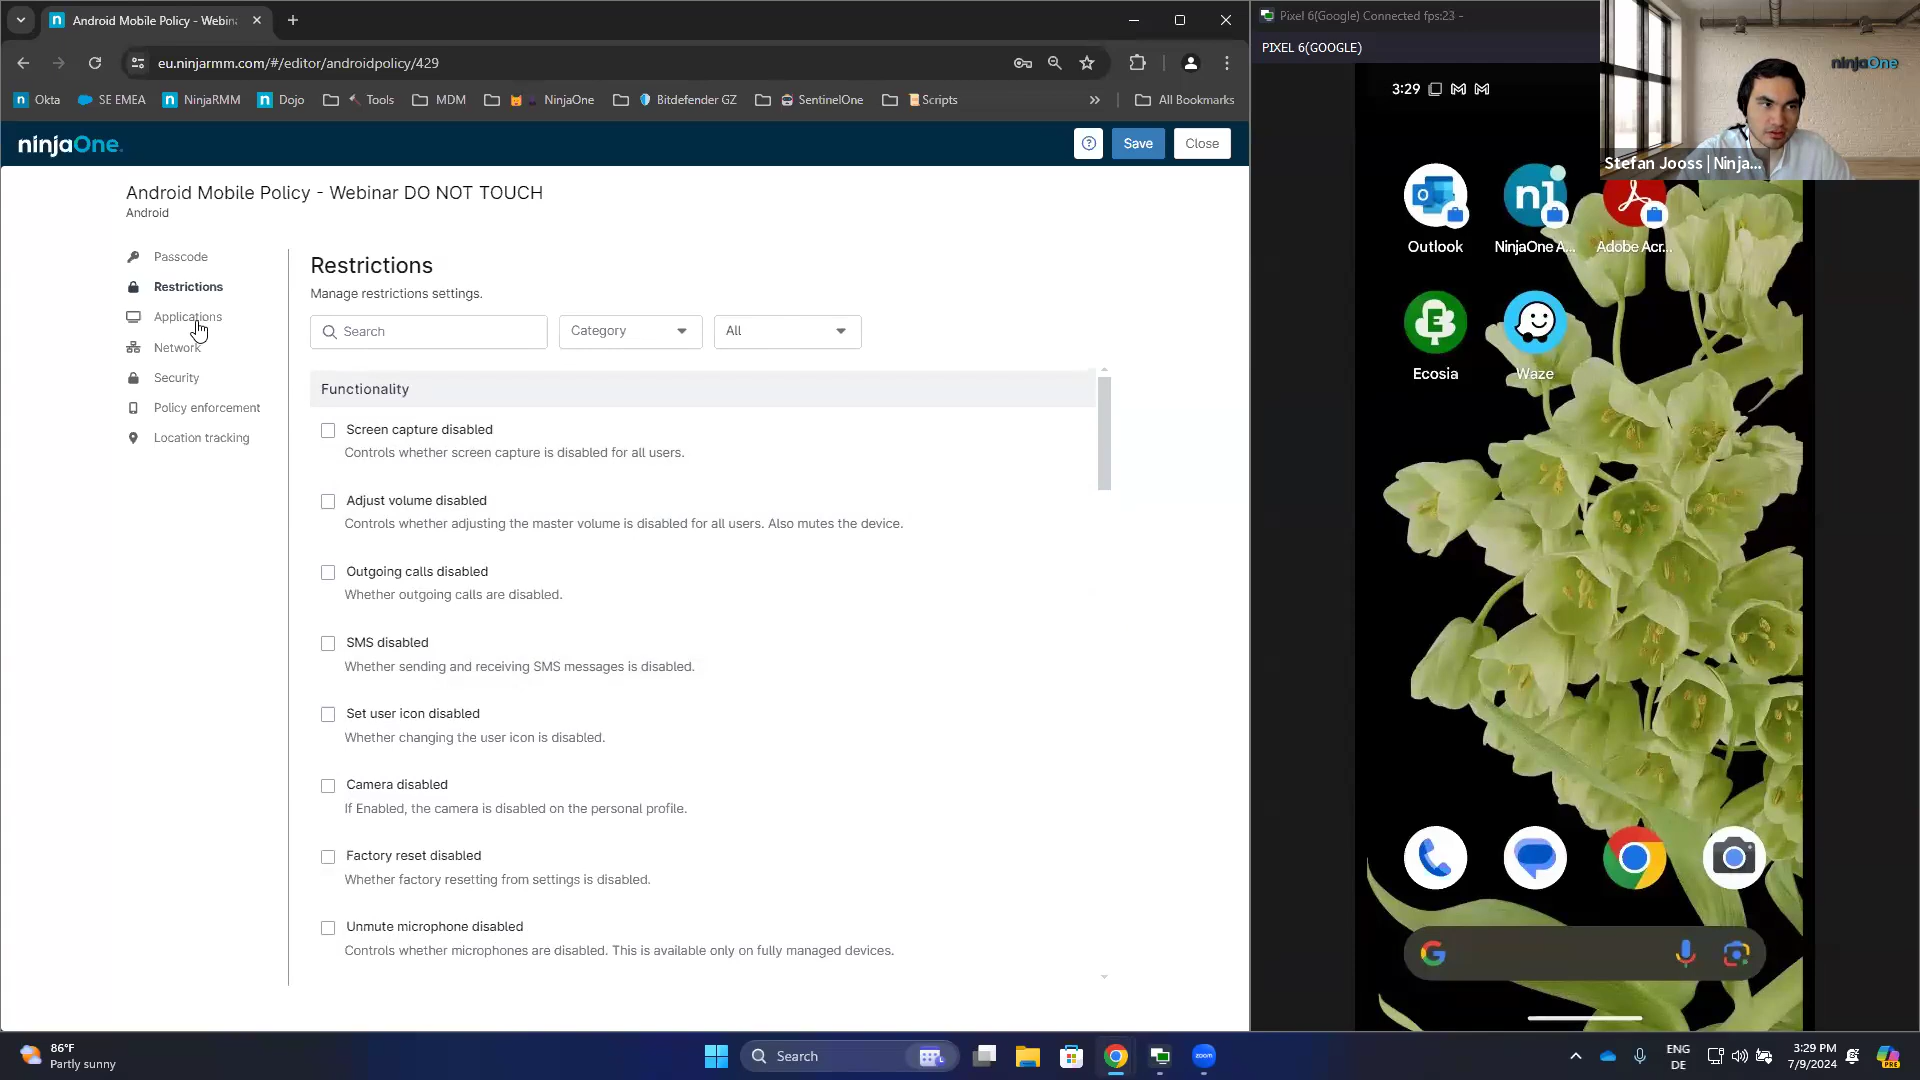 Android Mobile Policy - Webin
eu.ninjarmm.com/#/editor/androidpolicy/429
Okta
SE EMEA
NinjaRMM
Dojo
Tools
MDM
NinjaOne
Bitdefender GZ
SentinelOne
Scripts
»
All Bookmarks
ninjaOne.
Save
Close
Android Mobile Policy - Webinar DO NOT TOUCH
Android
Passcode
Restrictions
Applications
Network
Security
Policy enforcement
Location tracking
Restrictions
Manage restrictions settings.
Search
Category
All
Functionality
Screen capture disabled
Controls whether screen capture is disabled for all users.
Adjust volume disabled
Controls whether adjusting the master volume is disabled for all users. Also mutes the device.
Outgoing calls disabled
Whether outgoing calls are disabled.
SMS disabled
Whether sending and receiving SMS messages is disabled.
Set user icon disabled
Whether changing the user icon is disabled.
Camera disabled
If Enabled, the camera is disabled on the personal profile.
Factory reset disabled
Whether factory resetting from settings is disabled.
Unmute microphone disabled
Controls whether microphones are disabled. This is available only on fully managed devices.
Pixel 6(Google) Connected fps:23 -
PIXEL 6(GOOGLE)
3:29
ninjaOne
Stefan Jooss | Ninja...
n1
Outlook
NinjaOne A...
Adobe Acr...
Ecosia
Waze
86°F
Partly sunny
Search
zoom
ENG
DE
3:29 PM
7/9/2024
PRE